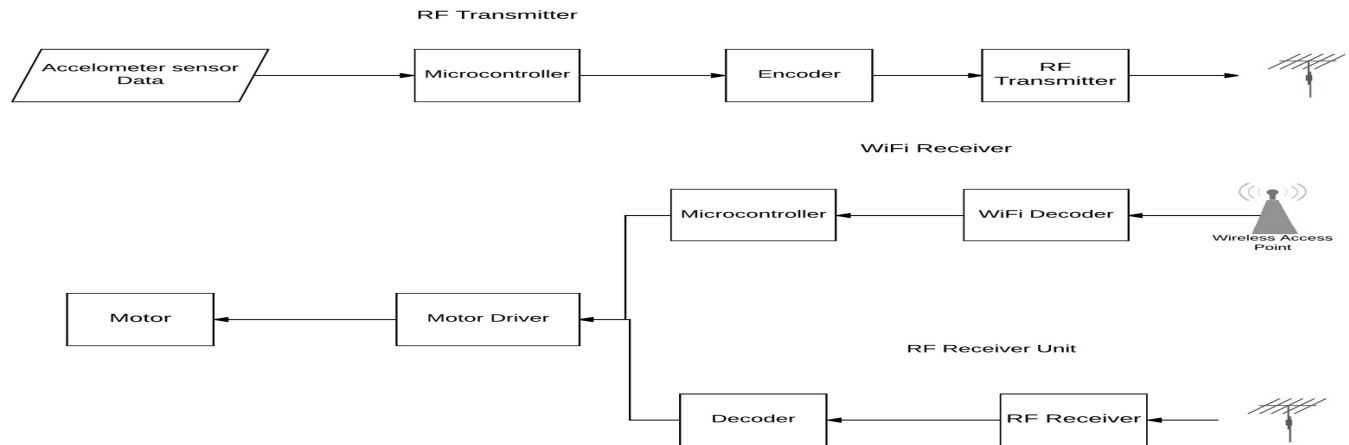 RF Transmitter
Accelometer sensor
Data
Microcontroller
Encoder
RF
Transmitter
WiFi Receiver
Microcontroller
WiFi Decoder
Wireless Access
Point
Motor
Motor Driver
RF Receiver Unit
Decoder
RF Receiver